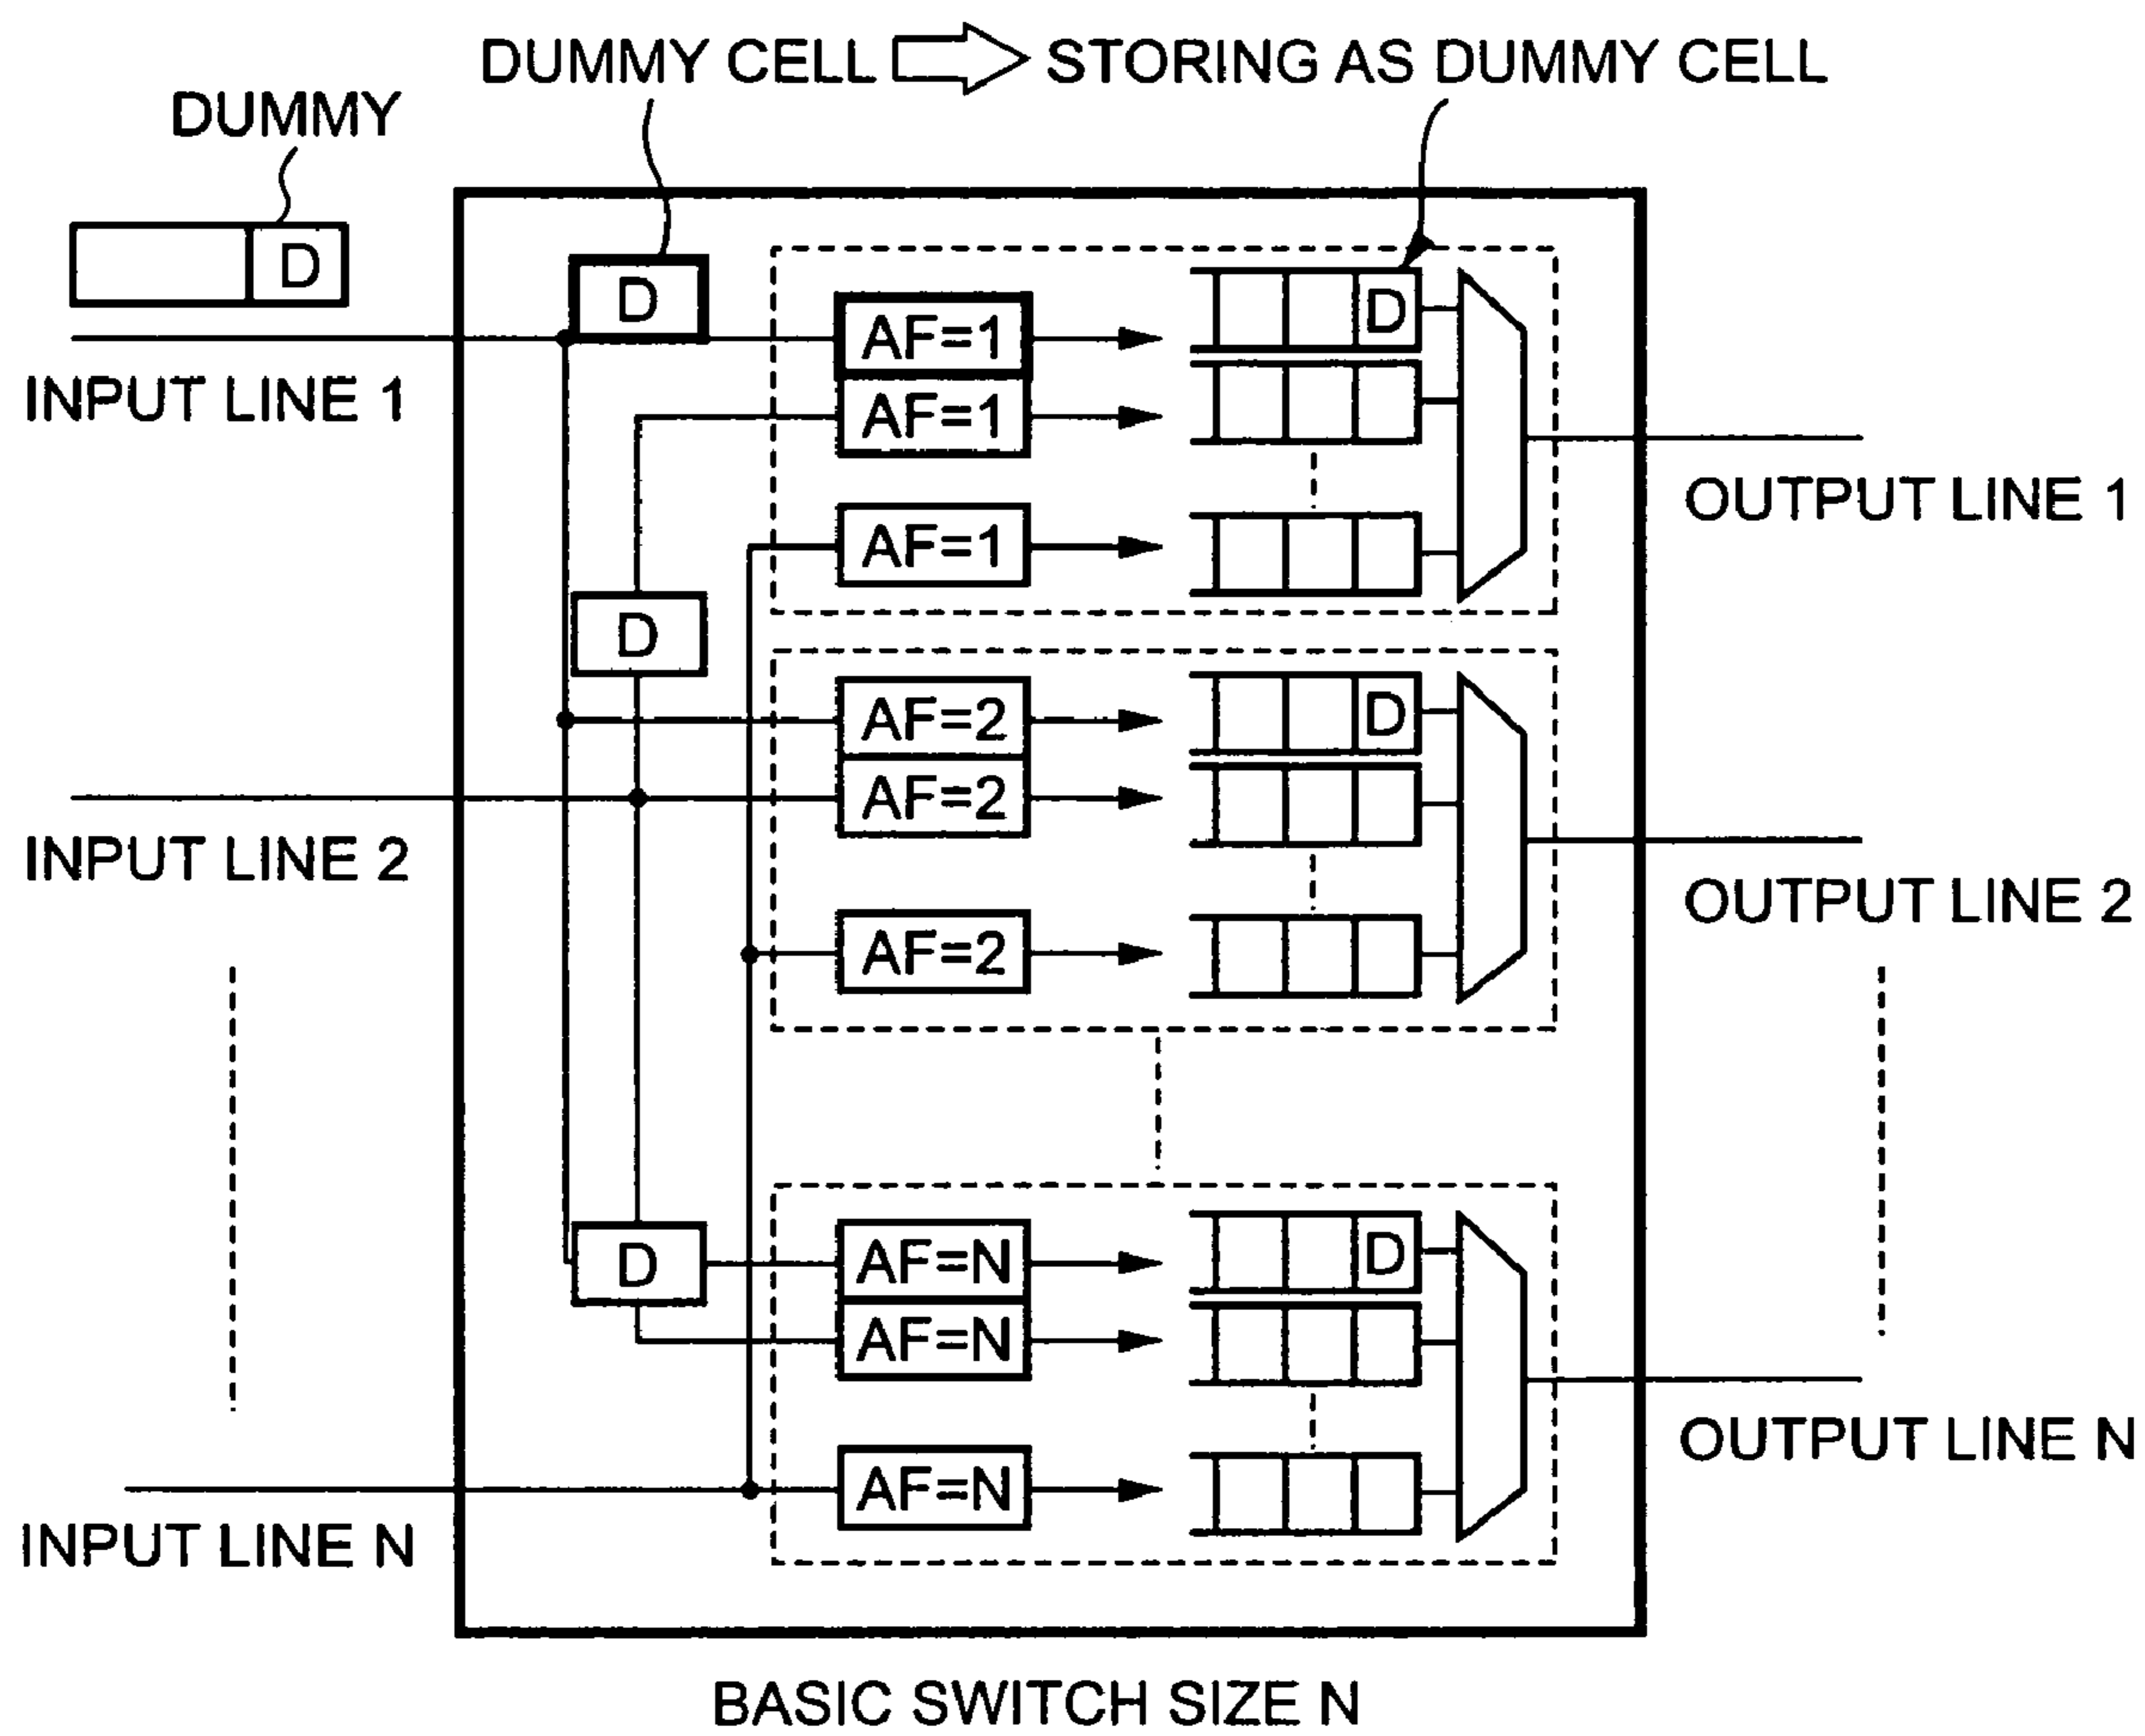 DUMMY CELL STORING AS DUMMY CELL
DUMMY
D
D
AF=1
D
INPUT LINE 1
AF=1
OUTPUT LINE 1
AF=1
D
AF=2
D
AF=2
INPUT LINE 2
OUTPUT LINE 2
AF=2
D
AF=N
D
AF=N
OUTPUT LINE N
AF=N
INPUT LINE N
BASIC SWITCH SIZE N